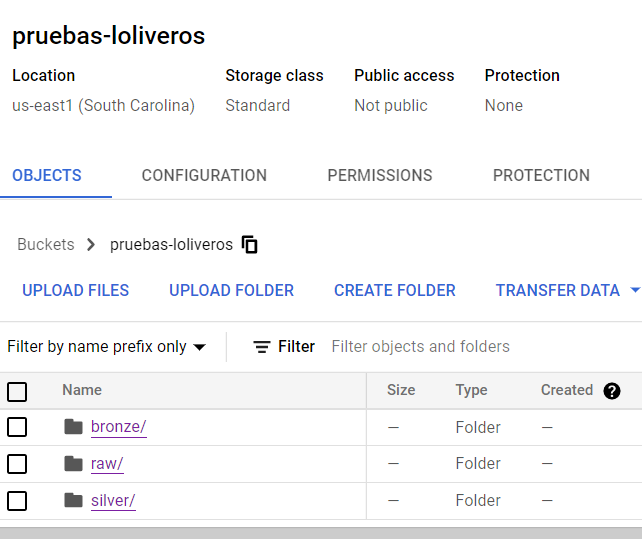 pruebas-loliveros
Location Storage class Public access Protection
us-east1 (South Carolina) Standard Not public None
OBJECTS CONFIGURATION PERMISSIONS PROTECTION
Buckets pruebas-loliveros
UPLOAD FILES UPLOAD FOLDER CREATE FOLDER TRANSFER DATA
Filter by name prefix only Filter Filter objects and folders
Name Size Type Created ?
bronze/ — Folder —
raw/ — Folder —
silver/ — Folder —